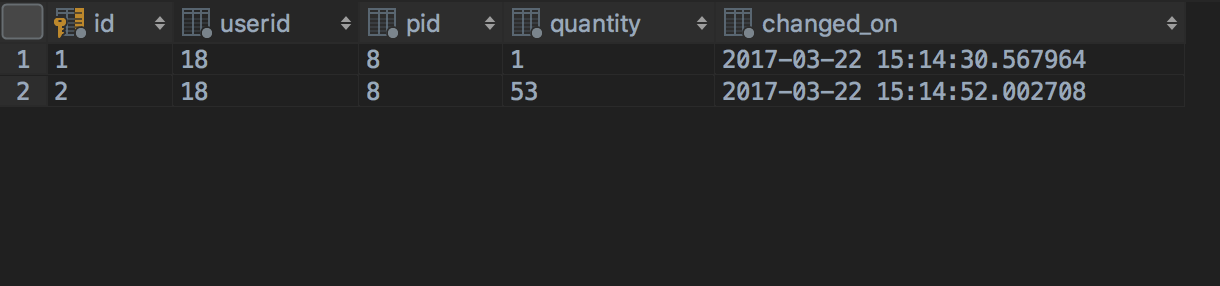 id userid pid quantity changed_on
1 1 18 8 1 2017-03-22 15:14:30.567964
2 2 18 8 53 2017-03-22 15:14:52.002708